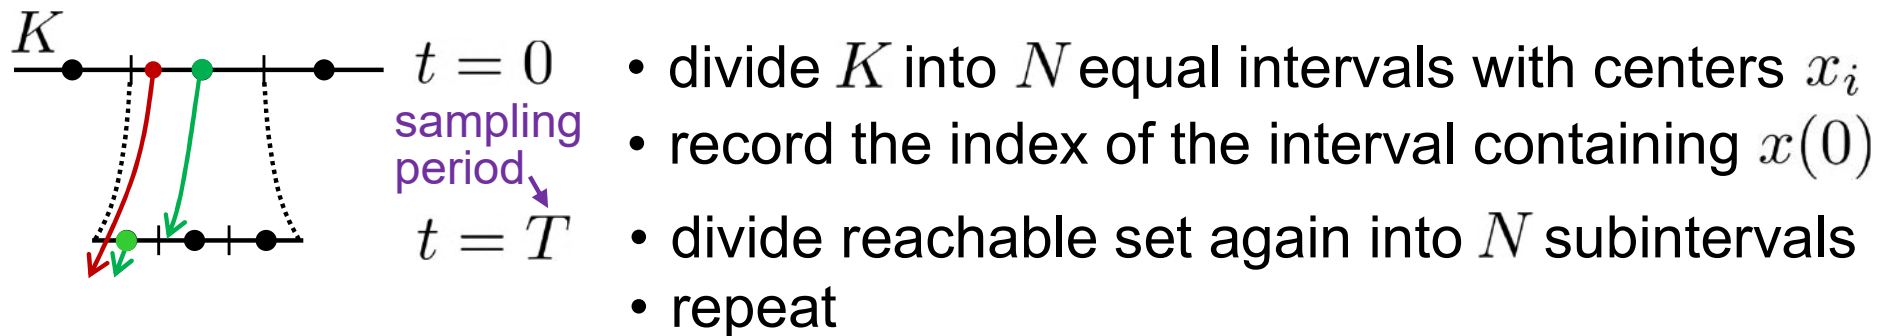 K
t = 0
sampling
period
t = T
• divide K into N equal intervals with centers x_i
• record the index of the interval containing x(0)
• divide reachable set again into N subintervals
• repeat